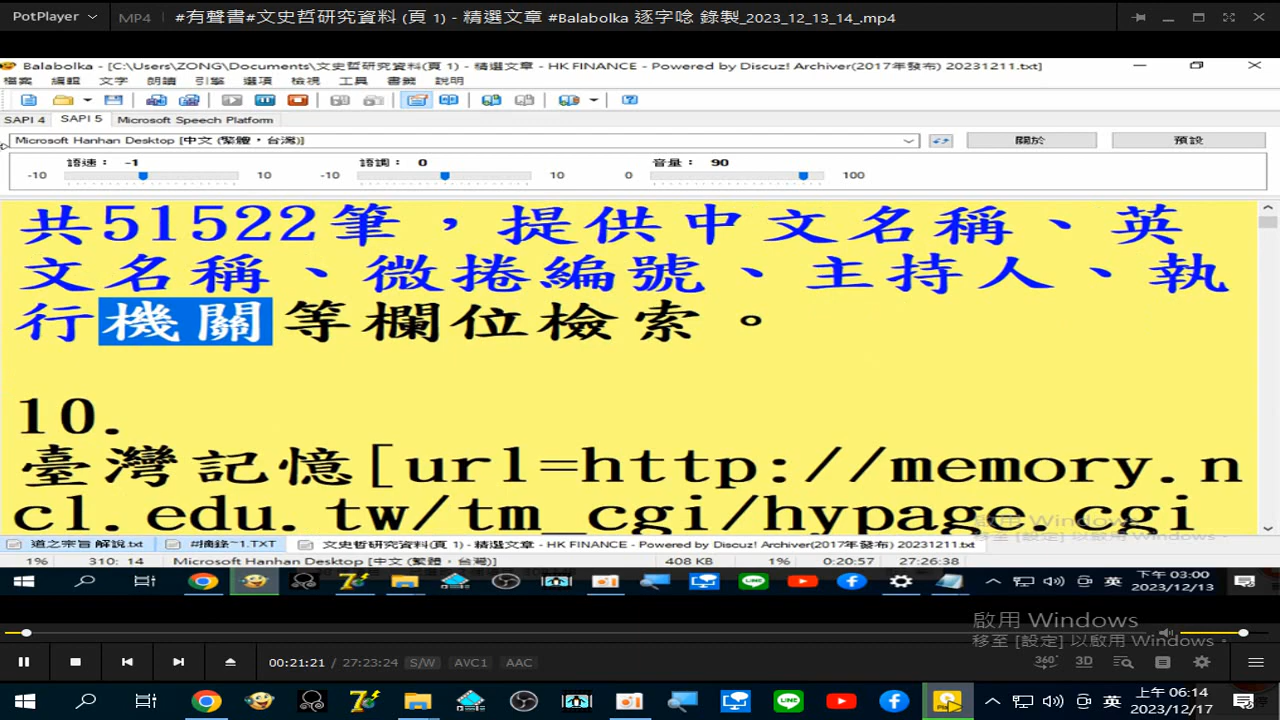 PotPlayer MP4 #有聲書#文史哲研究資料 (頁 1) - 精選文章 #Balabolka 逐字唸 錄製_2023_12_13_14_.mp4
Balabolka - [C:\Users\ZONG\Documents\文史哲研究資料(頁 1) - 精選文章 - HK FINANCE - Powered by Discuz! Archiver(2017年發布) 20231211.txt]
檔案 編輯 文字 朗讀 引擎 選項 檢視 工具 書籤 說明
SAPI 4 SAPI 5 Microsoft Speech Platform
Microsoft Hanhan Desktop [中文 (繁體，台灣)] 關於 預設
語速： -1 語調： 0 音量： 90
-10 10 -10 10 0 100
共51522筆，提供中文名稱、英
文名稱、微捲編號、主持人、執
行機關等欄位檢索。
10.
臺灣記憶[url=http://memory.n
cl.edu.tw/tm_cgi/hypage.cgi
啟用 Windows
移至 [設定] 以啟用 Windows。
道之宗旨 解說.txt #摘錄~1.TXT 文史哲研究資料(頁 1) - 精選文章 - HK FINANCE - Powered by Discuz! Archiver(2017年發布) 20231211.txt
1% 310: 14 Microsoft Hanhan Desktop [中文 (繁體，台灣)] 408 KB 1% 0:20:57 27:26:38
英 下午 03:00
2023/12/13
啟用 Windows
移至 [設定] 以啟用 Windows。
00:21:21 / 27:23:24 S/W AVC1 AAC 360° 3D
英 上午 06:14
2023/12/17